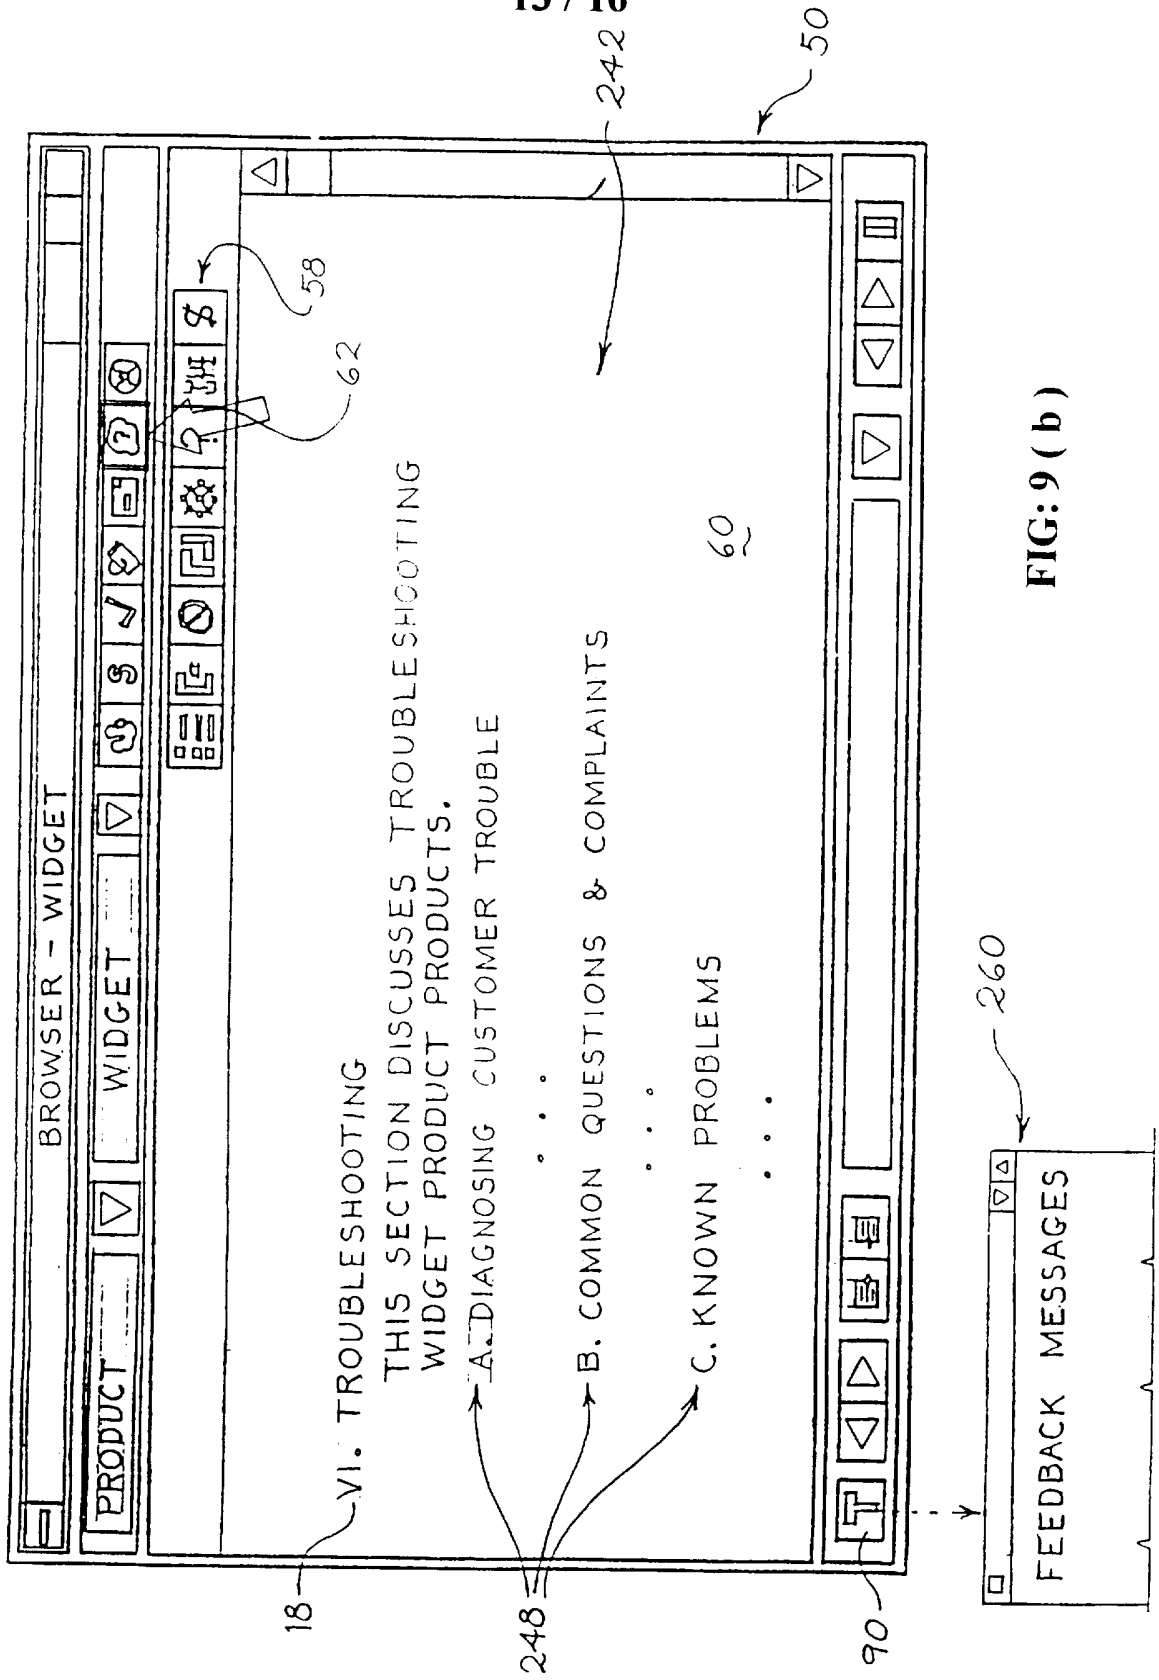 15 / 16
BROWSER - WIDGET
PRODUCT
WIDGET
S
?
?
$
58
62
18
VI. TROUBLESHOOTING
THIS SECTION DISCUSSES TROUBLESHOOTING
WIDGET PRODUCT PRODUCTS.
248
A. DIAGNOSING CUSTOMER TROUBLE
. . .
B. COMMON QUESTIONS & COMPLAINTS
. . .
C. KNOWN PROBLEMS
. . .
60
242
50
90
T
260
FEEDBACK MESSAGES
FIG: 9 ( b )